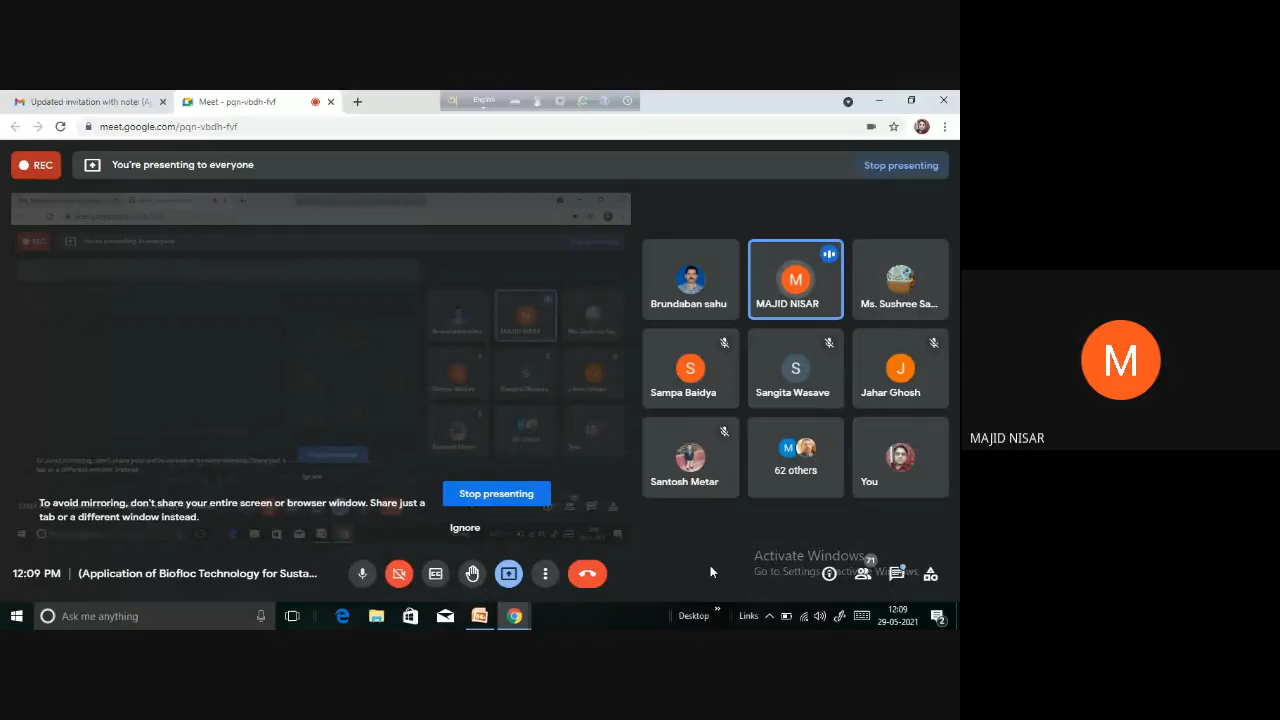 Updated invitation with note: (A
Meet - pqn-vbdh-fvf
English
meet.google.com/pqn-vbdh-fvf
REC
You're presenting to everyone
Stop presenting
Brundaban sahu
MAJID NISAR
Ms. Sushree Sa...
Sampa Baidya
Sangita Wasave
Jahar Ghosh
Santosh Metar
62 others
You
To avoid mirroring, don't share your entire screen or browser window. Share just a
tab or a different window instead.
Stop presenting
Ignore
M
S
S
J
M
M
MAJID NISAR
12:09 PM | (Application of Biofloc Technology for Susta...
Activate Windows
Go to Settings
71
Ask me anything
Desktop
Links
12:09
29-05-2021
2